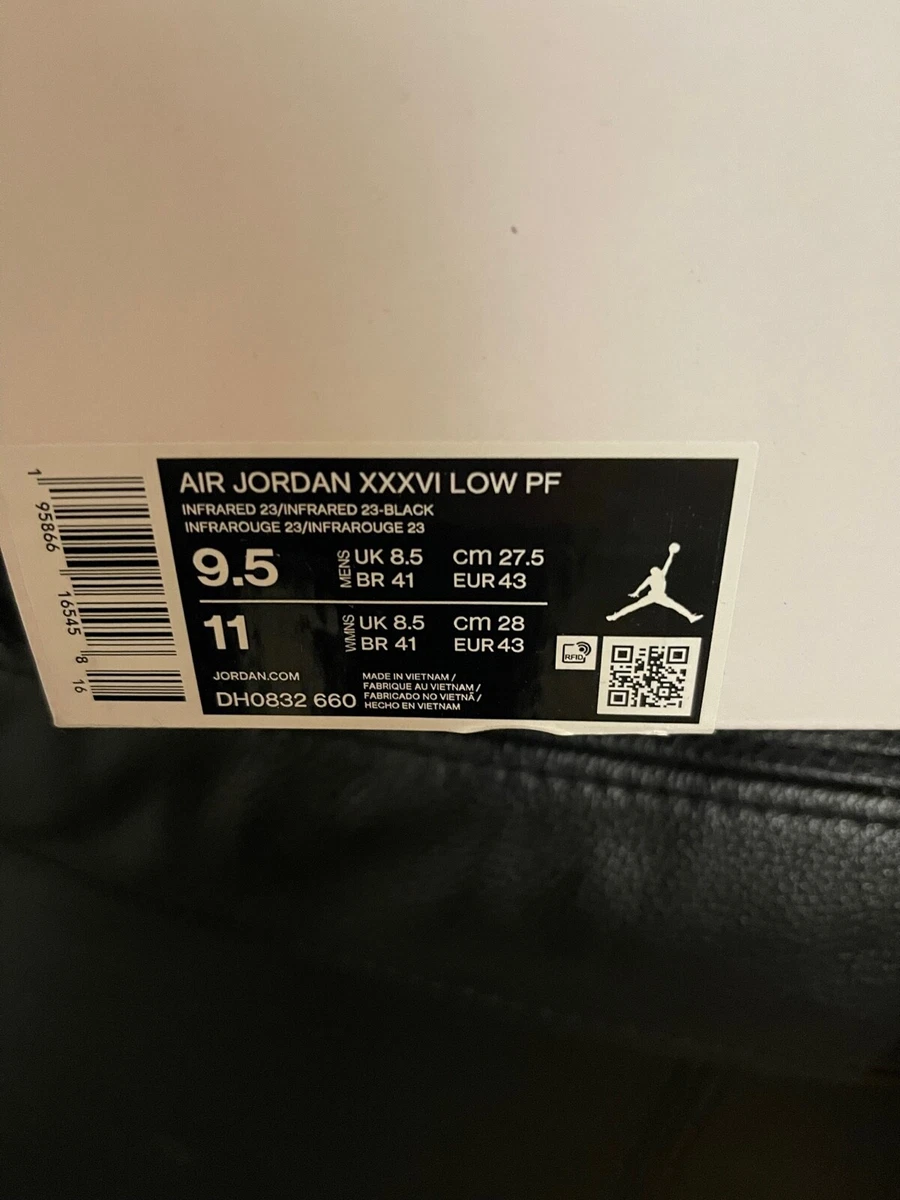 AIR JORDAN XXXVI LOW PF
INFRARED 23/INFRARED 23-BLACK
INFRAROUGE 23/INFRAROUGE 23
9.5 MENS UK 8.5 cm 27.5
BR 41 EUR 43
11 WMNS UK 8.5 cm 28
BR 41 EUR 43
RFID
JORDAN.COM
DH0832 660
MADE IN VIETNAM /
FABRIQUE AU VIETNAM /
FABRICADO NO VIETNÃ /
HECHO EN VIETNAM
1 95866 16545 8 16